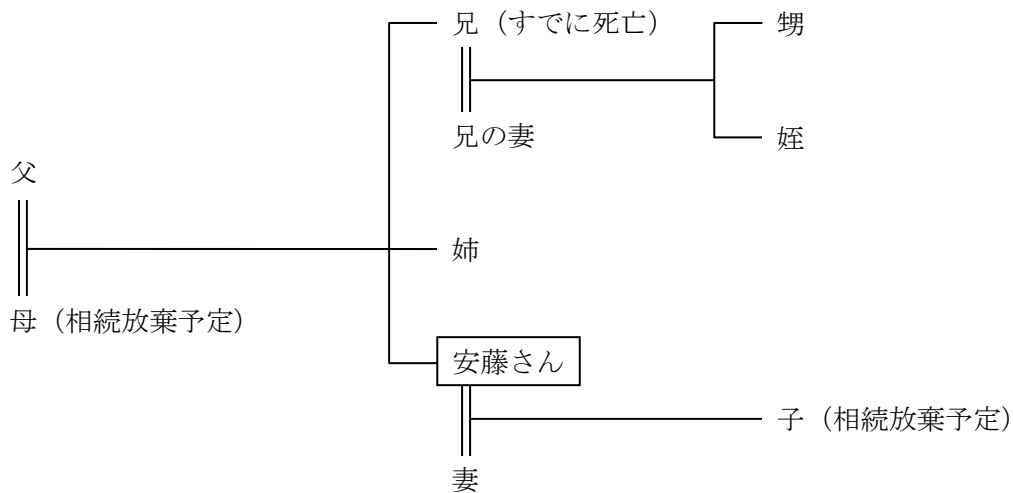 兄（すでに死亡）
甥
兄の妻
姪
父
姉
母（相続放棄予定）
安藤さん
子（相続放棄予定）
妻